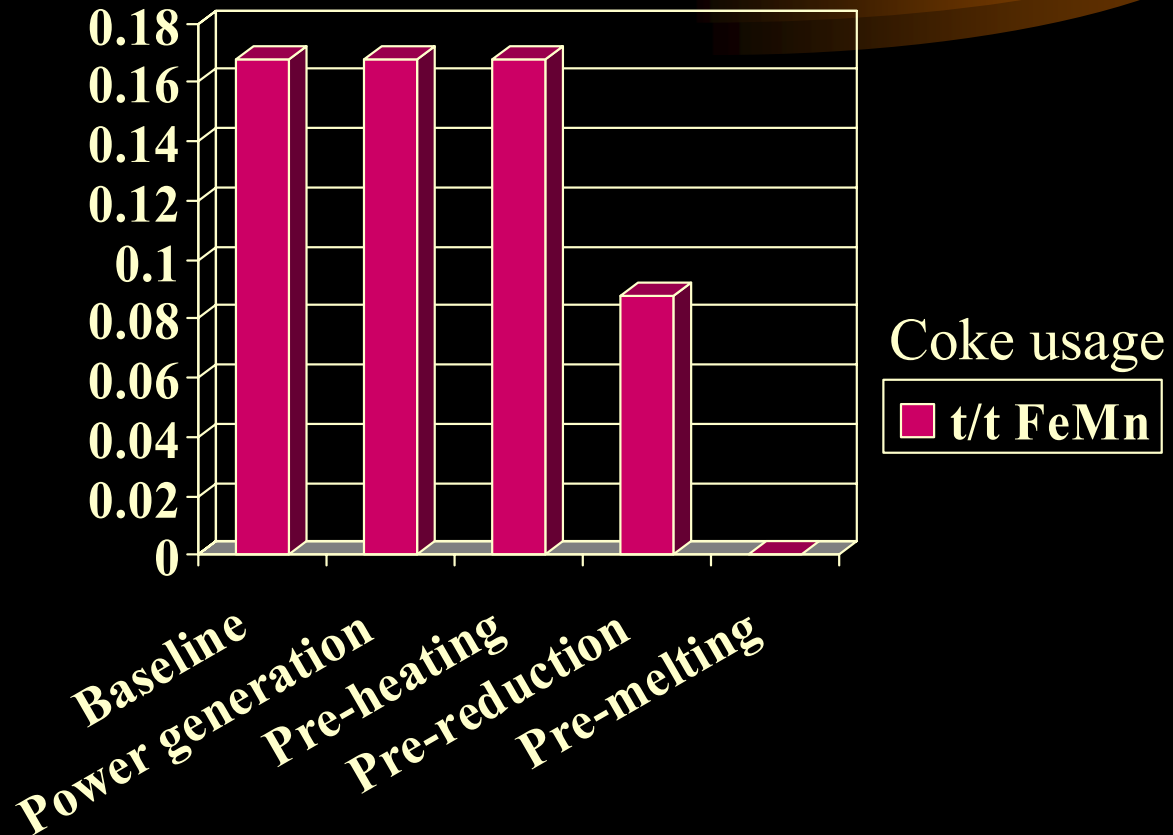 0.18
0.16
0.14
0.12
0.1
0.08
0.06
0.04
0.02
0
Baseline
Power generation
Pre-heating
Pre-reduction
Pre-melting
Coke usage
t/t FeMn